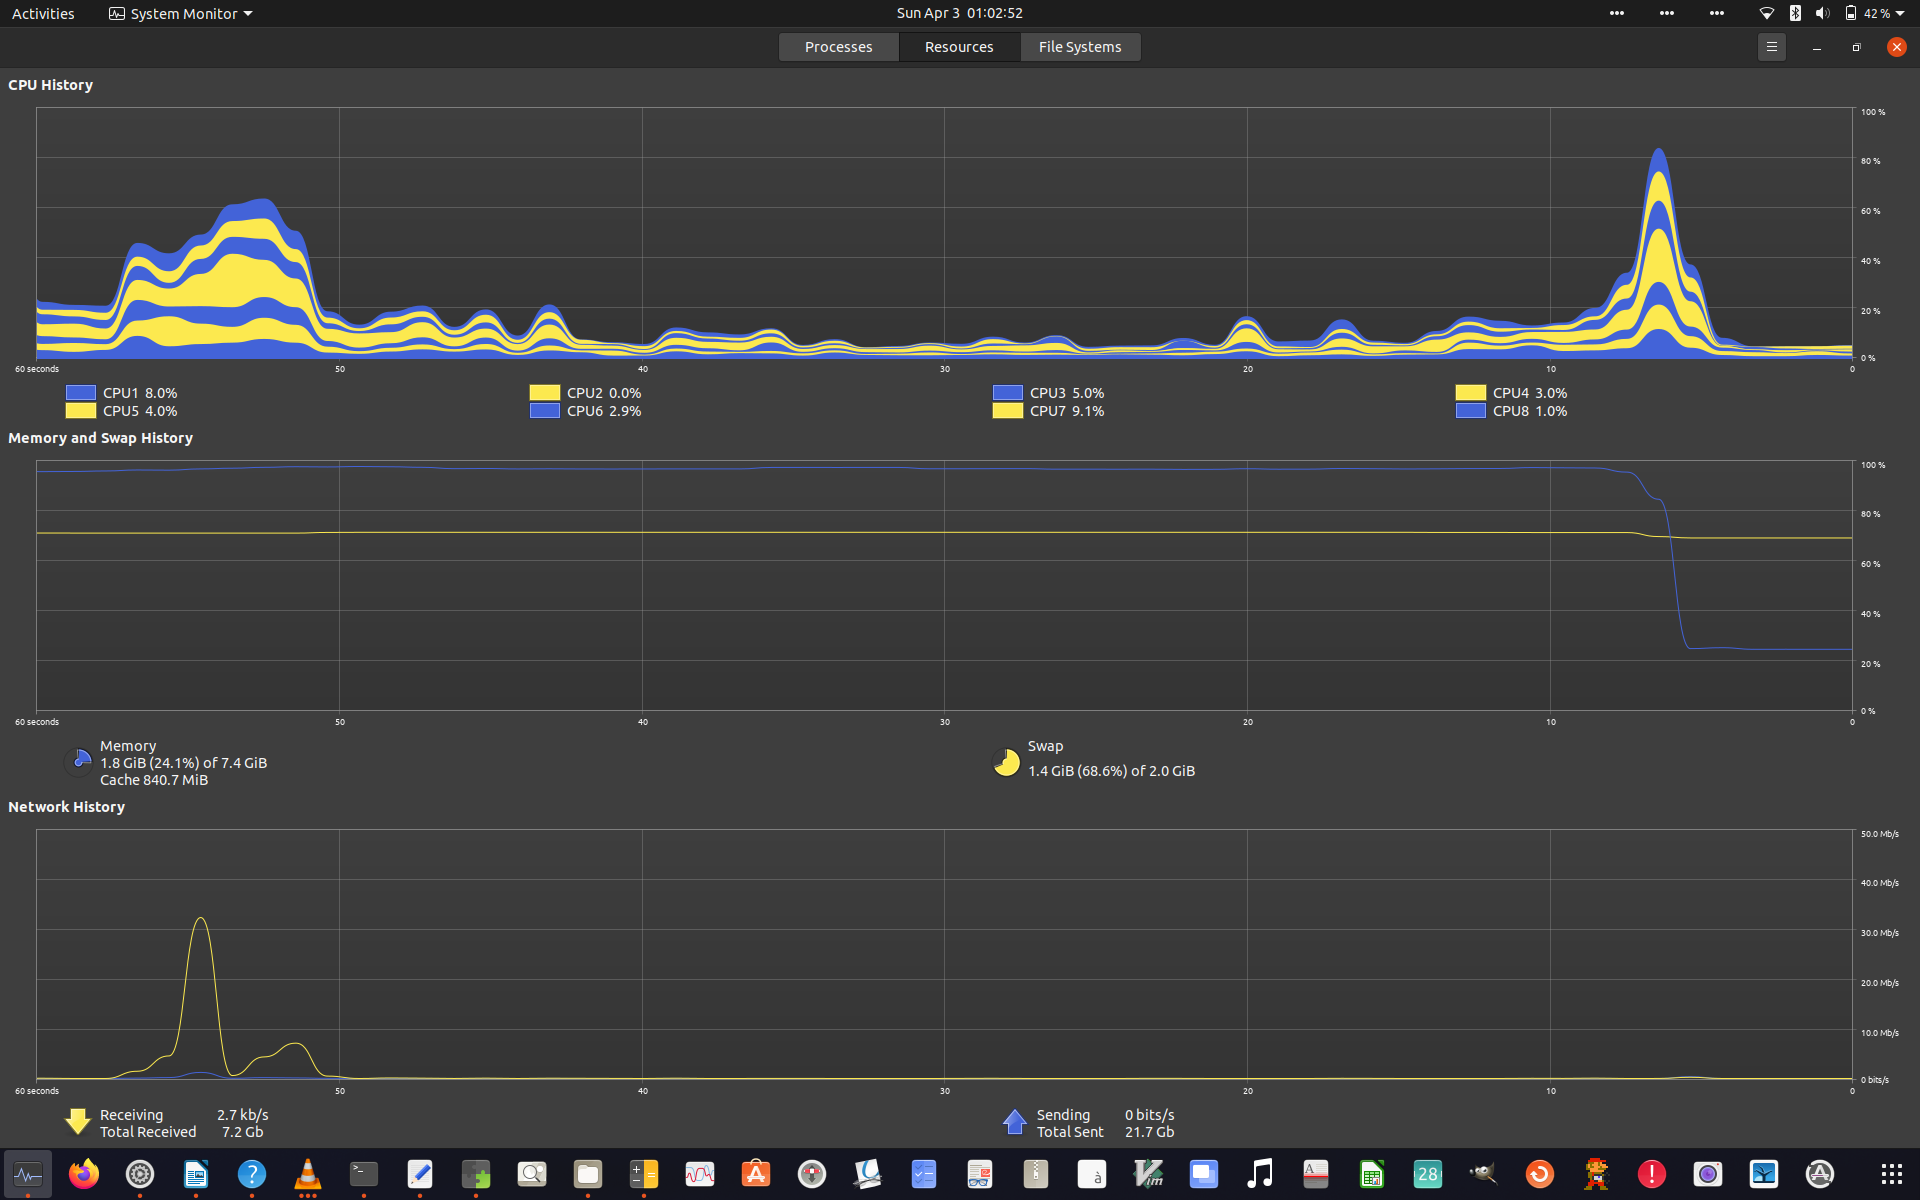 Activities System Monitor Sun Apr 3 01:02:52 42 %
Processes Resources File Systems
CPU History
100 %
80 %
60 %
40 %
20 %
0 %
60 seconds 50 40 30 20 10 0
CPU1 8.0% CPU2 0.0% CPU3 5.0% CPU4 3.0%
CPU5 4.0% CPU6 2.9% CPU7 9.1% CPU8 1.0%
Memory and Swap History
100 %
80 %
60 %
40 %
20 %
0 %
60 seconds 50 40 30 20 10 0
Memory
1.8 GiB (24.1%) of 7.4 GiB
Cache 840.7 MiB
Swap
1.4 GiB (68.6%) of 2.0 GiB
Network History
50.0 Mb/s
40.0 Mb/s
30.0 Mb/s
20.0 Mb/s
10.0 Mb/s
0 bits/s
60 seconds 50 40 30 20 10 0
Receiving 2.7 kb/s
Total Received 7.2 Gb
Sending 0 bits/s
Total Sent 21.7 Gb
28